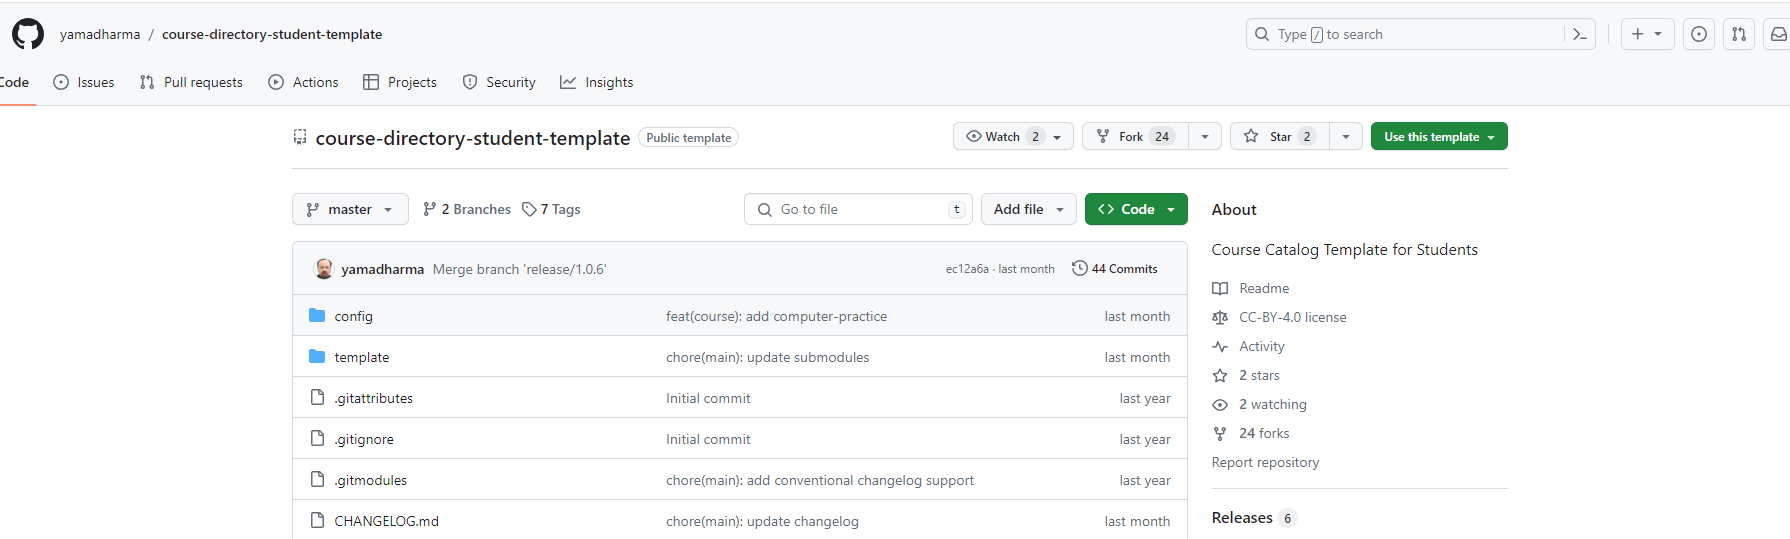 yamadharma / course-directory-student-template
Type / to search
Code Issues Pull requests Actions Projects Security Insights
course-directory-student-template Public template
Watch 2 Fork 24 Star 2 Use this template
master 2 Branches 7 Tags Go to file t Add file <> Code
yamadharma Merge branch 'release/1.0.6' ec12a6a · last month 44 Commits
config feat(course): add computer-practice last month
template chore(main): update submodules last month
.gitattributes Initial commit last year
.gitignore Initial commit last year
.gitmodules chore(main): add conventional changelog support last year
CHANGELOG.md chore(main): update changelog last month
About
Course Catalog Template for Students
Readme
CC-BY-4.0 license
Activity
2 stars
2 watching
24 forks
Report repository
Releases 6